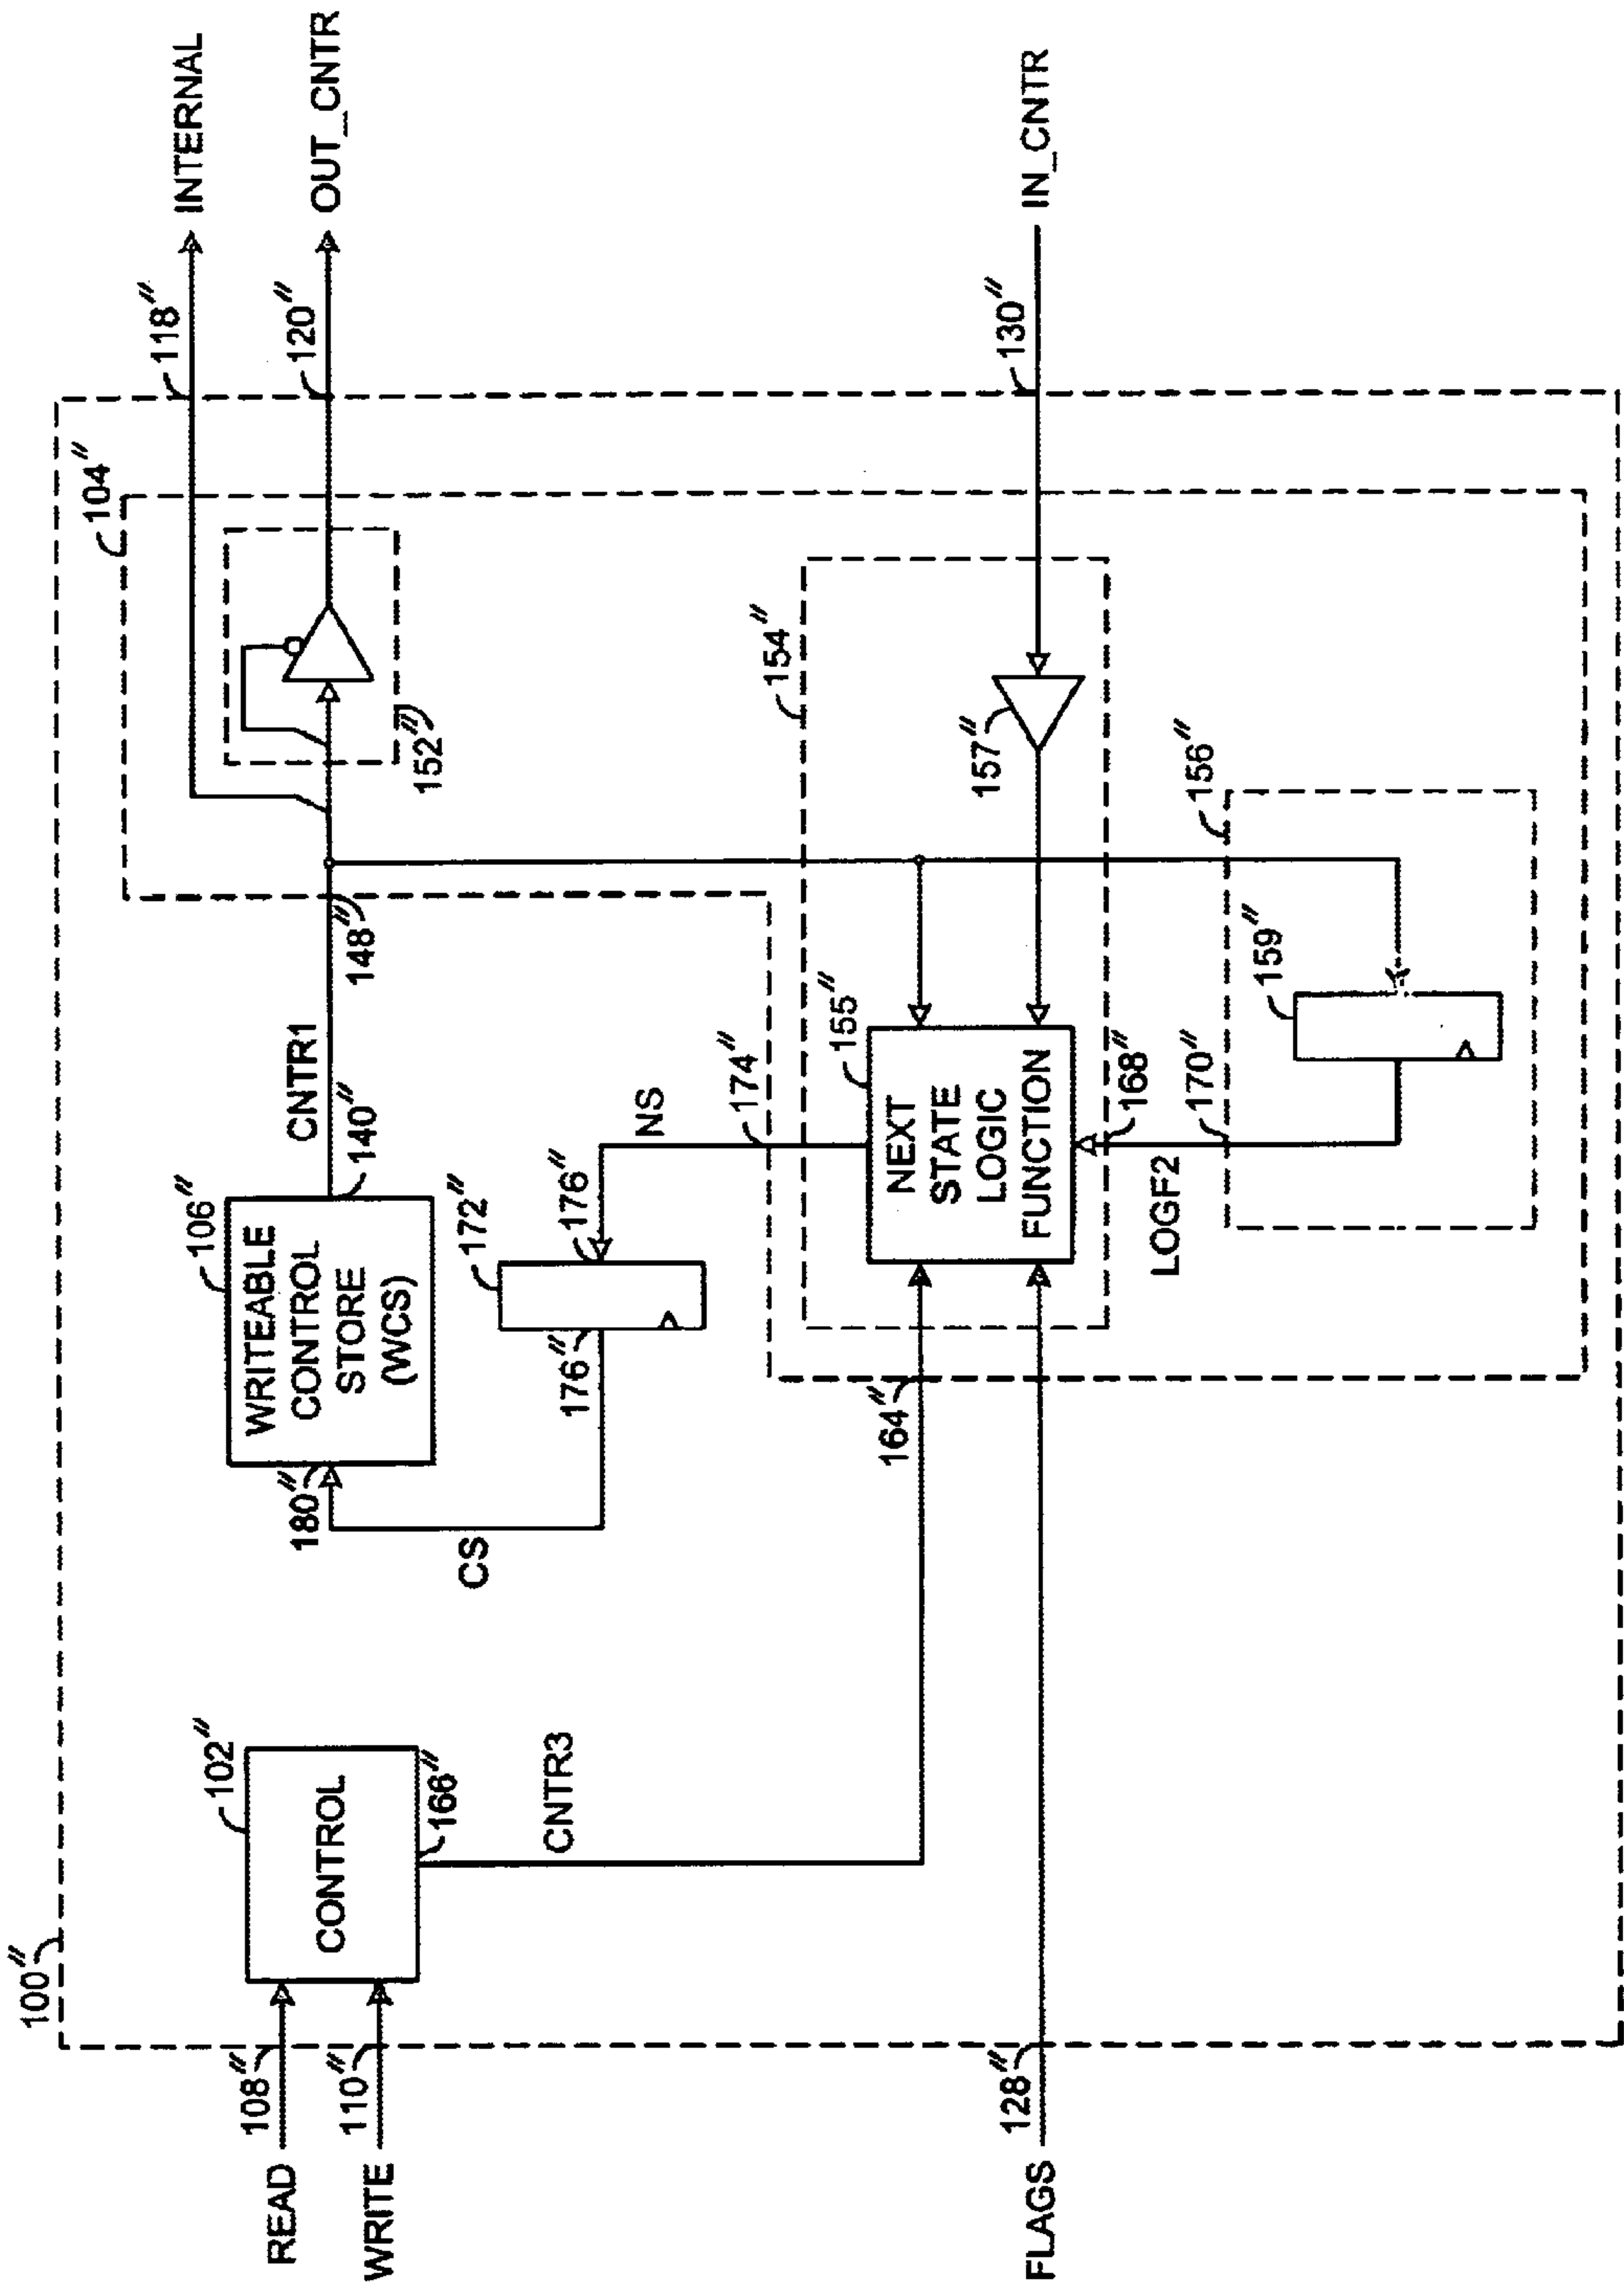 100″
READ
108″
WRITE
110″
102″
CONTROL
166″
CNTR3
FLAGS
128″
164″
106″
WRITEABLE
CONTROL
STORE
(WCS)
180″
140″
CNTR1
148″
CS
172″
176″
176″
NS
174″
104″
152″
118″
INTERNAL
120″
OUT_CNTR
154″
155″
NEXT
STATE
LOGIC
FUNCTION
157″
130″
IN_CNTR
168″
LOGF2
170″
156″
159″